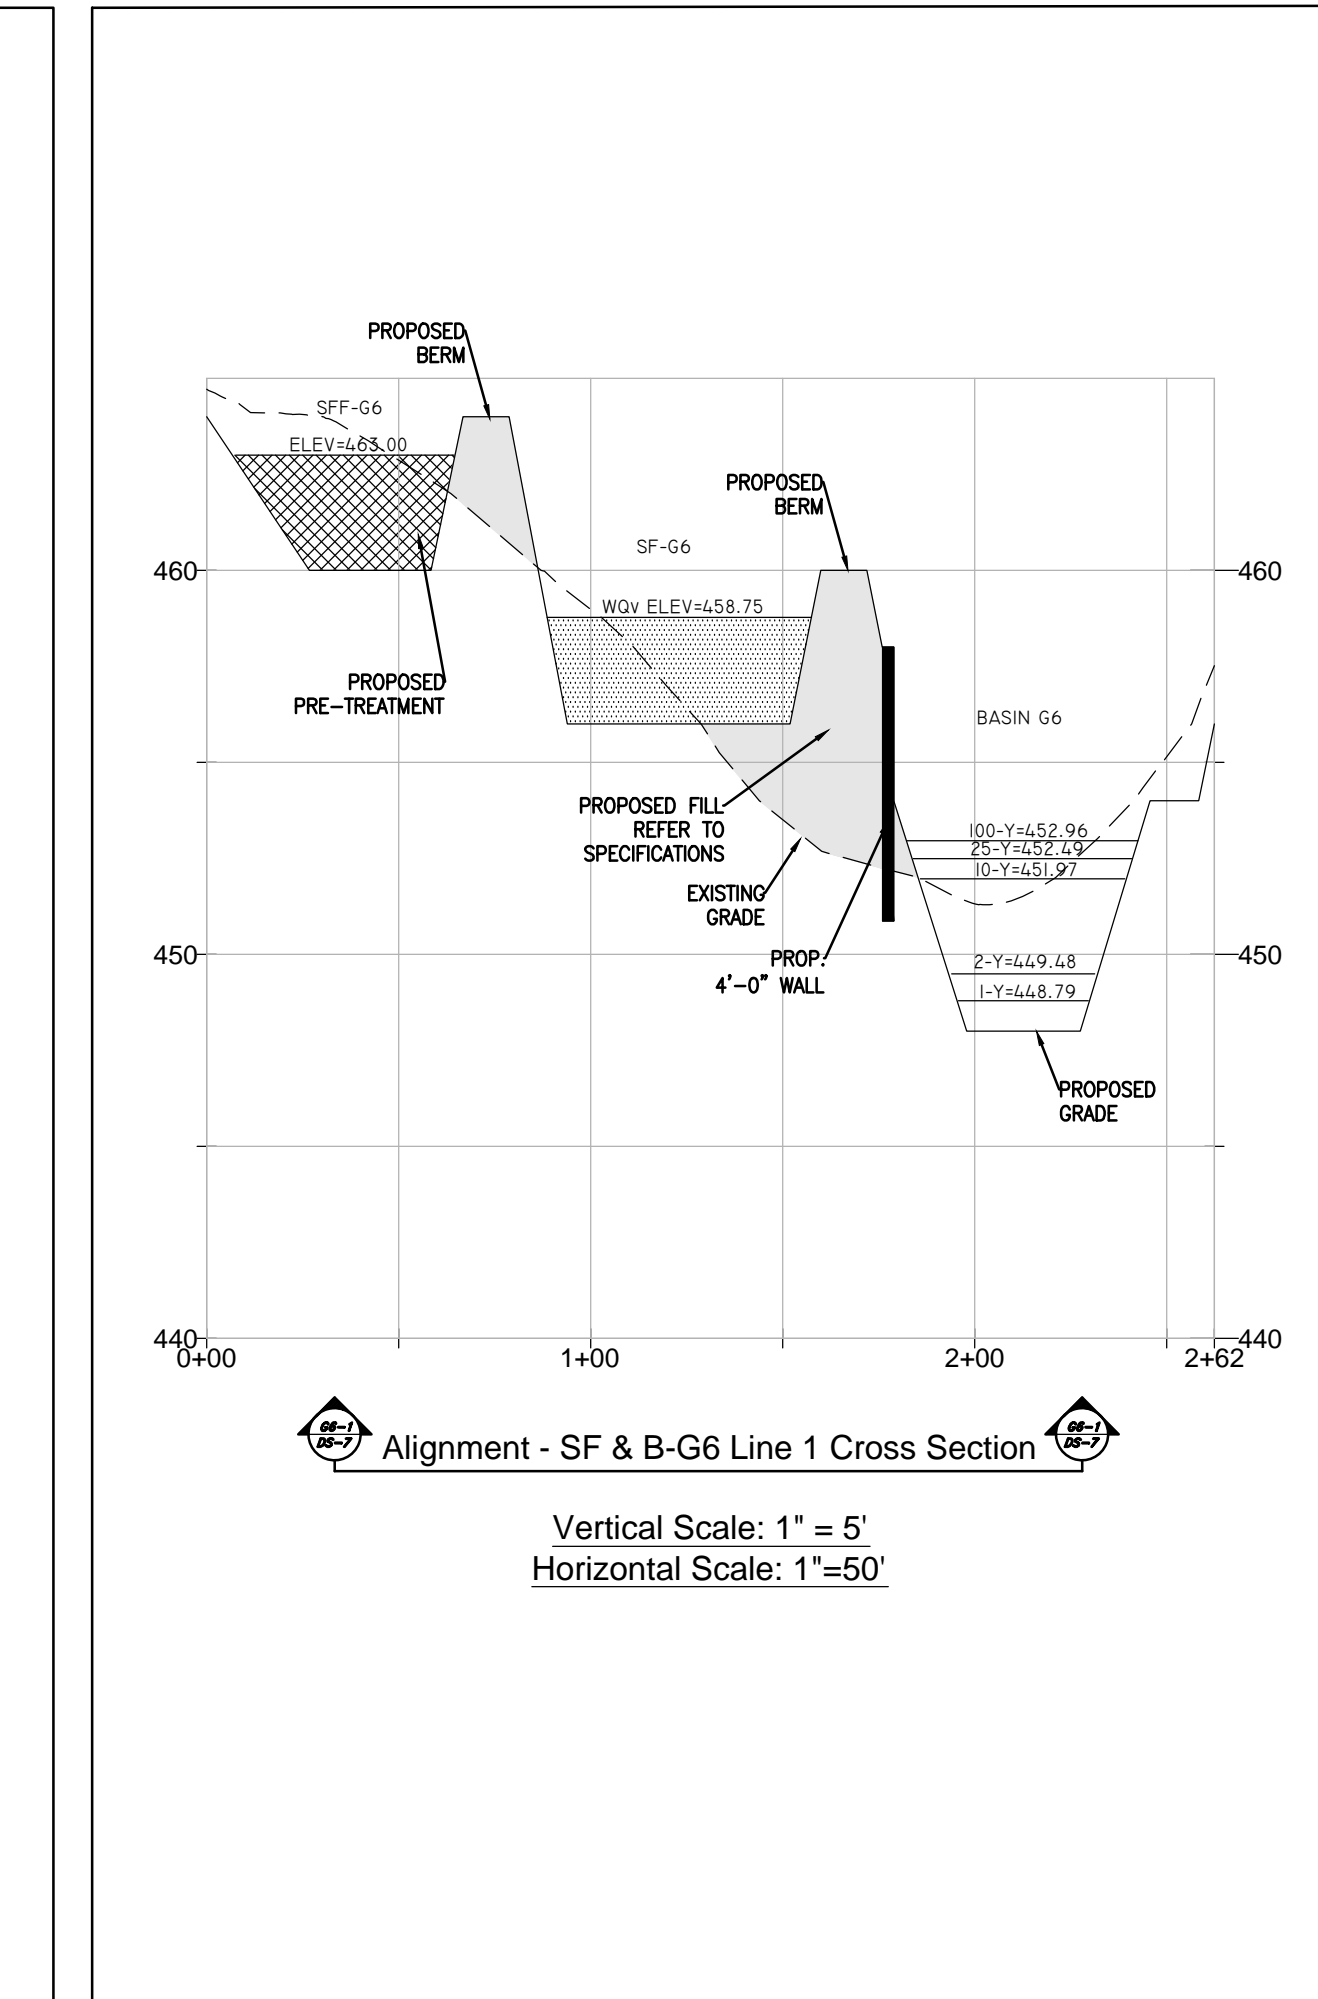 PROPOSED
BERM
SFF-G6
ELEV=463.00
PROPOSED
BERM
SF-G6
460
460
WQv ELEV=458.75
PROPOSED
PRE-TREATMENT
BASIN G6
PROPOSED FILL
REFER TO
SPECIFICATIONS
100-Y=452.96
25-Y=452.49
10-Y=451.97
EXISTING
GRADE
450
450
PROP.
4'-0" WALL
2-Y=449.48
1-Y=448.79
PROPOSED
GRADE
440
440
0+00
1+00
2+00
2+62
G6-1
DS-7
Alignment - SF & B-G6 Line 1 Cross Section
G6-1
DS-7
Vertical Scale: 1" = 5'
Horizontal Scale: 1"=50'